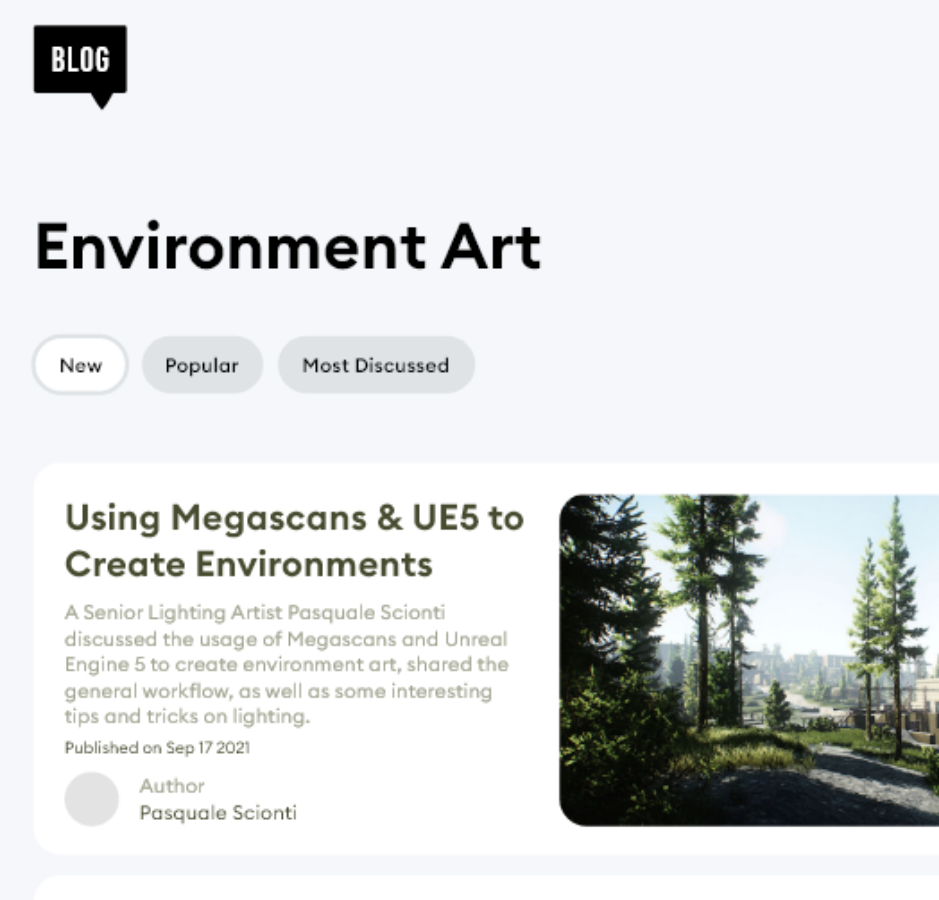 BLOG
Environment Art
New
Popular
Most Discussed
Using Megascans & UE5 to
Create Environments
A Senior Lighting Artist Pasquale Scionti
discussed the usage of Megascans and Unreal
Engine 5 to create environment art, shared the
general workflow, as well as some interesting
tips and tricks on lighting.
Published on Sep 17 2021
Author
Pasquale Scionti